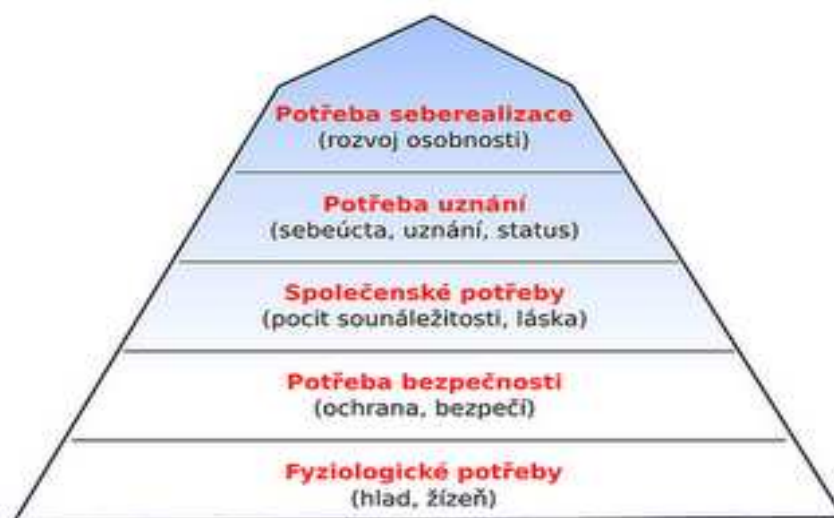 Potřeba seberealizace
(rozvoj osobnosti)
Potřeba uznání
(sebeúcta, uznání, status)
Společenské potřeby
(pocit sounáležitosti, láska)
Potřeba bezpečnosti
(ochrana, bezpečí)
Fyziologické potřeby
(hlad, žízeň)